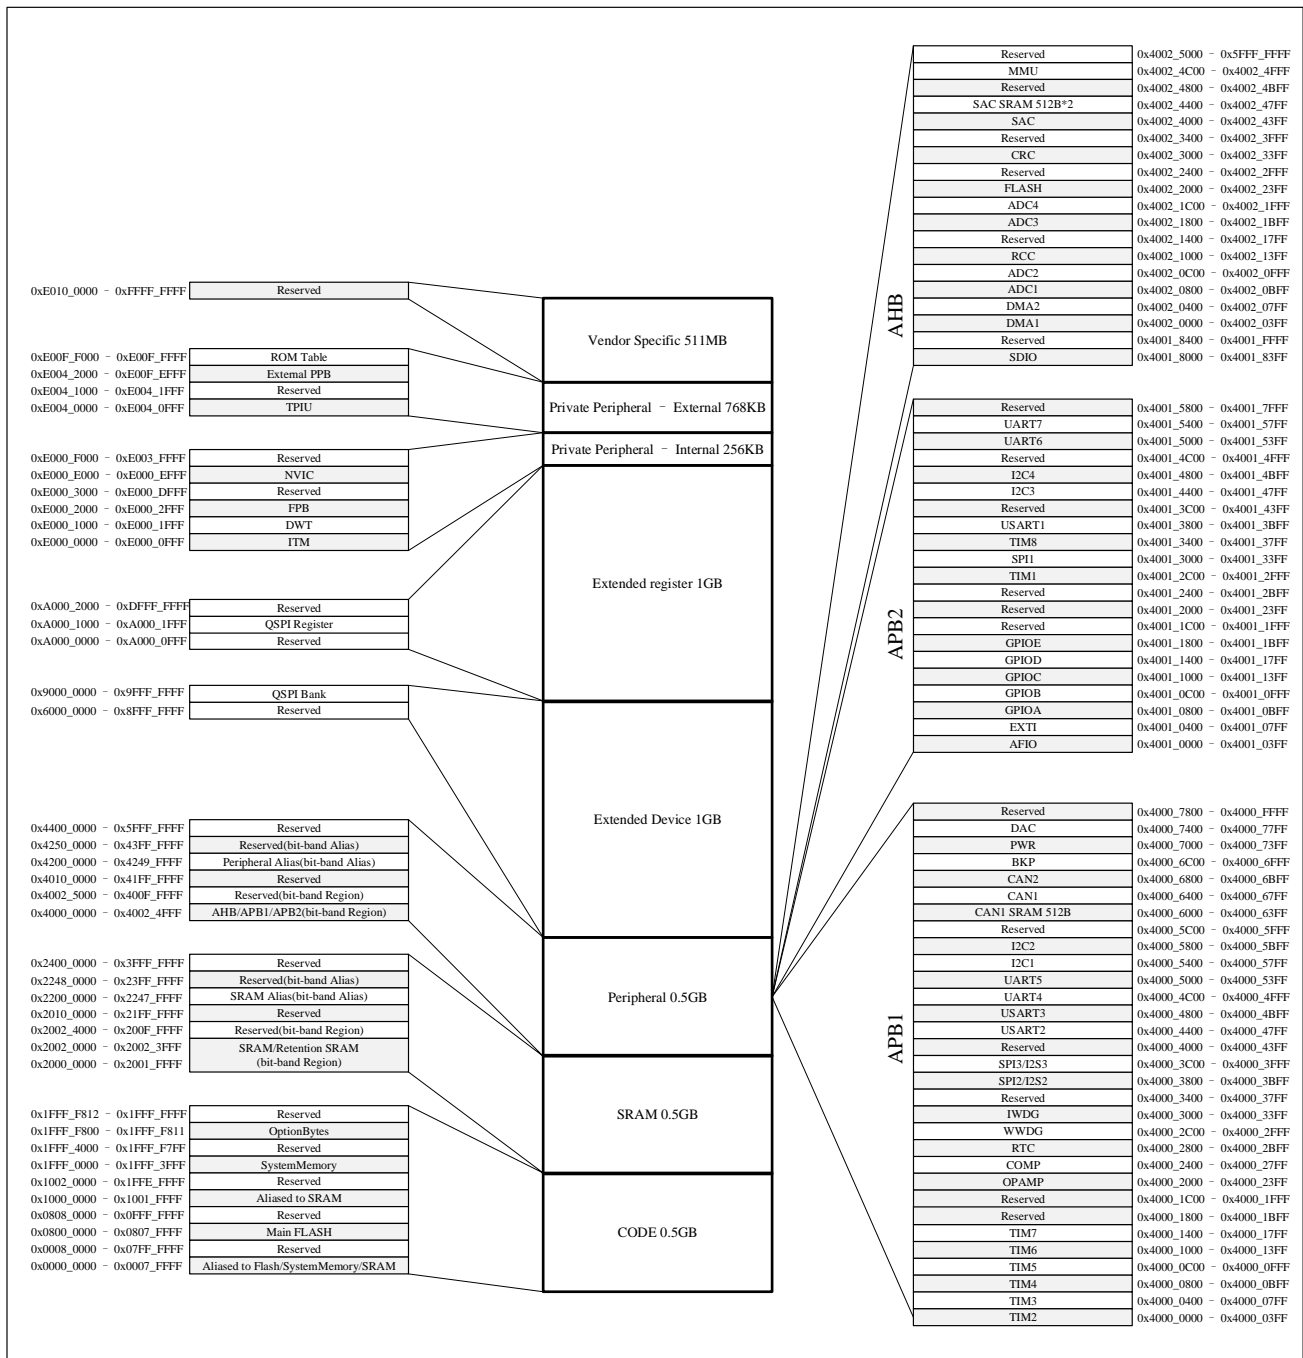 0xE010_0000 - 0xFFFF_FFFF Reserved
0xE00F_F000 - 0xE00F_FFFF ROM Table
0xE004_2000 - 0xE00F_EFFF External PPB
0xE004_1000 - 0xE004_1FFF Reserved
0xE004_0000 - 0xE004_0FFF TPIU
0xE000_F000 - 0xE003_FFFF Reserved
0xE000_E000 - 0xE000_EFFF NVIC
0xE000_3000 - 0xE000_DFFF Reserved
0xE000_2000 - 0xE000_2FFF FPB
0xE000_1000 - 0xE000_1FFF DWT
0xE000_0000 - 0xE000_0FFF ITM
0xA000_2000 - 0xDFFF_FFFF Reserved
0xA000_1000 - 0xA000_1FFF QSPI Register
0xA000_0000 - 0xA000_0FFF Reserved
0x9000_0000 - 0x9FFF_FFFF QSPI Bank
0x6000_0000 - 0x8FFF_FFFF Reserved
0x4400_0000 - 0x5FFF_FFFF Reserved
0x4250_0000 - 0x43FF_FFFF Reserved(bit-band Alias)
0x4200_0000 - 0x4249_FFFF Peripheral Alias(bit-band Alias)
0x4010_0000 - 0x41FF_FFFF Reserved
0x4002_5000 - 0x400F_FFFF Reserved(bit-band Region)
0x4000_0000 - 0x4002_4FFF AHB/APB1/APB2(bit-band Region)
0x2400_0000 - 0x3FFF_FFFF Reserved
0x2248_0000 - 0x23FF_FFFF Reserved(bit-band Alias)
0x2200_0000 - 0x2247_FFFF SRAM Alias(bit-band Alias)
0x2010_0000 - 0x21FF_FFFF Reserved
0x2002_4000 - 0x200F_FFFF Reserved(bit-band Region)
0x2002_0000 - 0x2002_3FFF SRAM/Retention SRAM
0x2000_0000 - 0x2001_FFFF (bit-band Region)
0x1FFF_F812 - 0x1FFF_FFFF Reserved
0x1FFF_F800 - 0x1FFF_F811 OptionBytes
0x1FFF_4000 - 0x1FFF_F7FF Reserved
0x1FFF_0000 - 0x1FFF_3FFF SystemMemory
0x1002_0000 - 0x1FFE_FFFF Reserved
0x1000_0000 - 0x1001_FFFF Aliased to SRAM
0x0808_0000 - 0x0FFF_FFFF Reserved
0x0800_0000 - 0x0807_FFFF Main FLASH
0x0008_0000 - 0x07FF_FFFF Reserved
0x0000_0000 - 0x0007_FFFF Aliased to Flash/SystemMemory/SRAM
Vendor Specific 511MB
Private Peripheral - External 768KB
Private Peripheral - Internal 256KB
Extended register 1GB
Extended Device 1GB
Peripheral 0.5GB
SRAM 0.5GB
CODE 0.5GB
AHB
Reserved 0x4002_5000 - 0x5FFF_FFFF
MMU 0x4002_4C00 - 0x4002_4FFF
Reserved 0x4002_4800 - 0x4002_4BFF
SAC SRAM 512B*2 0x4002_4400 - 0x4002_47FF
SAC 0x4002_4000 - 0x4002_43FF
Reserved 0x4002_3400 - 0x4002_3FFF
CRC 0x4002_3000 - 0x4002_33FF
Reserved 0x4002_2400 - 0x4002_2FFF
FLASH 0x4002_2000 - 0x4002_23FF
ADC4 0x4002_1C00 - 0x4002_1FFF
ADC3 0x4002_1800 - 0x4002_1BFF
Reserved 0x4002_1400 - 0x4002_17FF
RCC 0x4002_1000 - 0x4002_13FF
ADC2 0x4002_0C00 - 0x4002_0FFF
ADC1 0x4002_0800 - 0x4002_0BFF
DMA2 0x4002_0400 - 0x4002_07FF
DMA1 0x4002_0000 - 0x4002_03FF
Reserved 0x4001_8400 - 0x4001_FFFF
SDIO 0x4001_8000 - 0x4001_83FF
APB2
Reserved 0x4001_5800 - 0x4001_7FFF
UART7 0x4001_5400 - 0x4001_57FF
UART6 0x4001_5000 - 0x4001_53FF
Reserved 0x4001_4C00 - 0x4001_4FFF
I2C4 0x4001_4800 - 0x4001_4BFF
I2C3 0x4001_4400 - 0x4001_47FF
Reserved 0x4001_3C00 - 0x4001_43FF
USART1 0x4001_3800 - 0x4001_3BFF
TIM8 0x4001_3400 - 0x4001_37FF
SPI1 0x4001_3000 - 0x4001_33FF
TIM1 0x4001_2C00 - 0x4001_2FFF
Reserved 0x4001_2400 - 0x4001_2BFF
Reserved 0x4001_2000 - 0x4001_23FF
Reserved 0x4001_1C00 - 0x4001_1FFF
GPIOE 0x4001_1800 - 0x4001_1BFF
GPIOD 0x4001_1400 - 0x4001_17FF
GPIOC 0x4001_1000 - 0x4001_13FF
GPIOB 0x4001_0C00 - 0x4001_0FFF
GPIOA 0x4001_0800 - 0x4001_0BFF
EXTI 0x4001_0400 - 0x4001_07FF
AFIO 0x4001_0000 - 0x4001_03FF
APB1
Reserved 0x4000_7800 - 0x4000_FFFF
DAC 0x4000_7400 - 0x4000_77FF
PWR 0x4000_7000 - 0x4000_73FF
BKP 0x4000_6C00 - 0x4000_6FFF
CAN2 0x4000_6800 - 0x4000_6BFF
CAN1 0x4000_6400 - 0x4000_67FF
CAN1 SRAM 512B 0x4000_6000 - 0x4000_63FF
Reserved 0x4000_5C00 - 0x4000_5FFF
I2C2 0x4000_5800 - 0x4000_5BFF
I2C1 0x4000_5400 - 0x4000_57FF
UART5 0x4000_5000 - 0x4000_53FF
UART4 0x4000_4C00 - 0x4000_4FFF
USART3 0x4000_4800 - 0x4000_4BFF
USART2 0x4000_4400 - 0x4000_47FF
Reserved 0x4000_4000 - 0x4000_43FF
SPI3/I2S3 0x4000_3C00 - 0x4000_3FFF
SPI2/I2S2 0x4000_3800 - 0x4000_3BFF
Reserved 0x4000_3400 - 0x4000_37FF
IWDG 0x4000_3000 - 0x4000_33FF
WWDG 0x4000_2C00 - 0x4000_2FFF
RTC 0x4000_2800 - 0x4000_2BFF
COMP 0x4000_2400 - 0x4000_27FF
OPAMP 0x4000_2000 - 0x4000_23FF
Reserved 0x4000_1C00 - 0x4000_1FFF
Reserved 0x4000_1800 - 0x4000_1BFF
TIM7 0x4000_1400 - 0x4000_17FF
TIM6 0x4000_1000 - 0x4000_13FF
TIM5 0x4000_0C00 - 0x4000_0FFF
TIM4 0x4000_0800 - 0x4000_0BFF
TIM3 0x4000_0400 - 0x4000_07FF
TIM2 0x4000_0000 - 0x4000_03FF